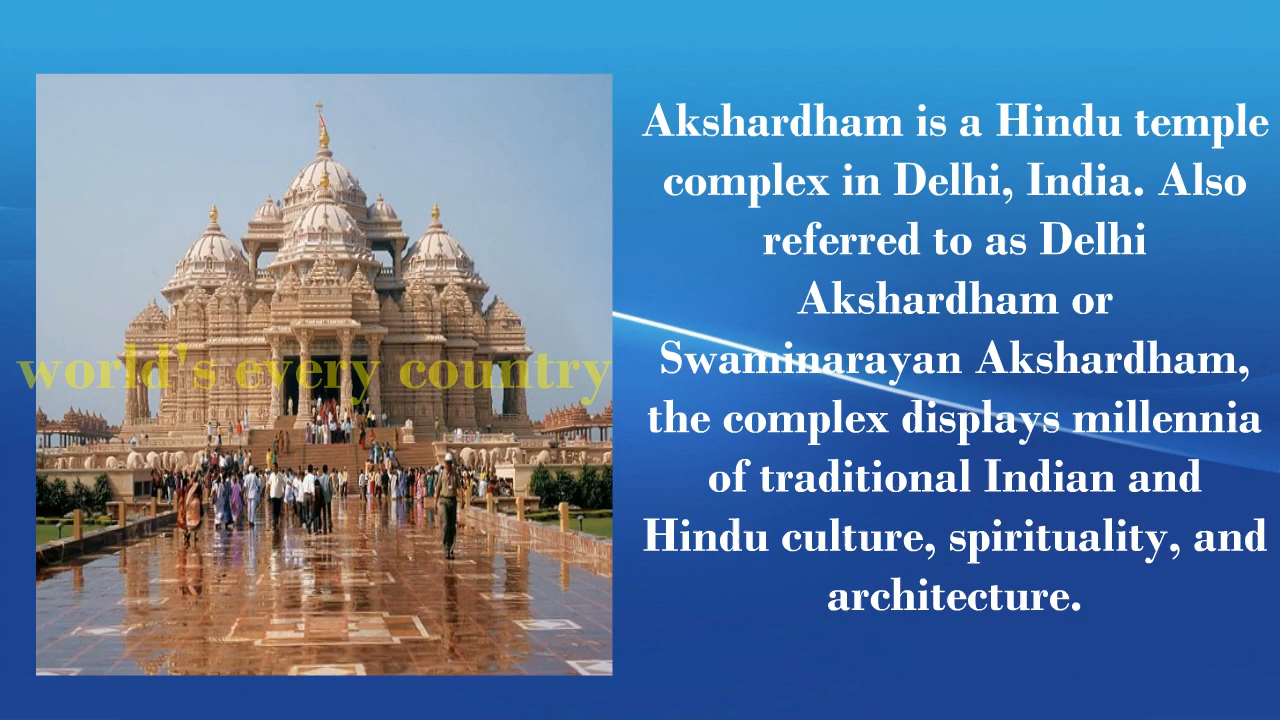 world's every country
Akshardham is a Hindu temple
complex in Delhi, India. Also
referred to as Delhi
Akshardham or
Swaminarayan Akshardham,
the complex displays millennia
of traditional Indian and
Hindu culture, spirituality, and
architecture.